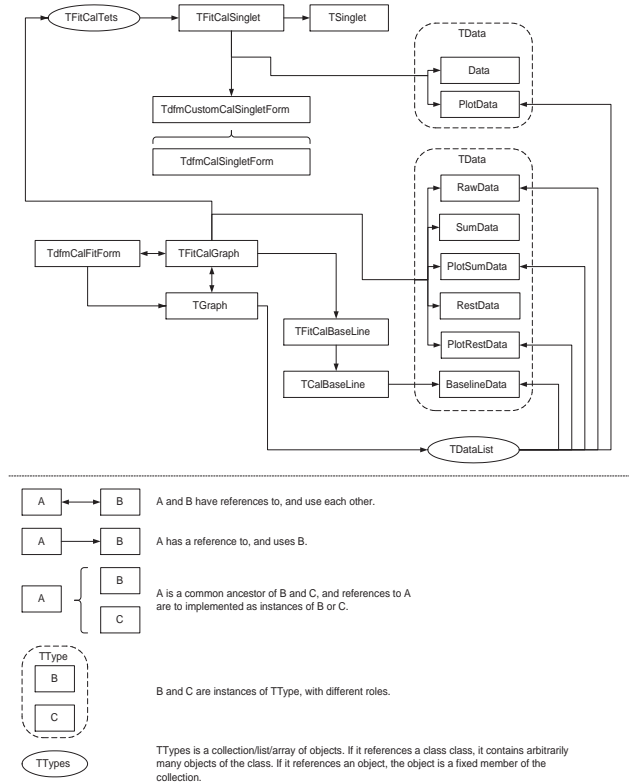 TFitCalTets
TFitCalSinglet
TSinglet
TData
Data
PlotData
TdfmCustomCalSingletForm
TdfmCalSingletForm
TData
RawData
SumData
TdfmCalFitForm
TFitCalGraph
PlotSumData
TGraph
RestData
TFitCalBaseLine
PlotRestData
TCalBaseLine
BaselineData
TDataList
A
B
A and B have references to, and use each other.
A
B
A has a reference to, and uses B.
A
B
C
A is a common ancestor of B and C, and references to A
are to implemented as instances of B or C.
TType
B
C
B and C are instances of TType, with different roles.
TTypes
TTypes is a collection/list/array of objects. If it references a class class, it contains arbitrarily
many objects of the class. If it references an object, the object is a fixed member of the
collection.